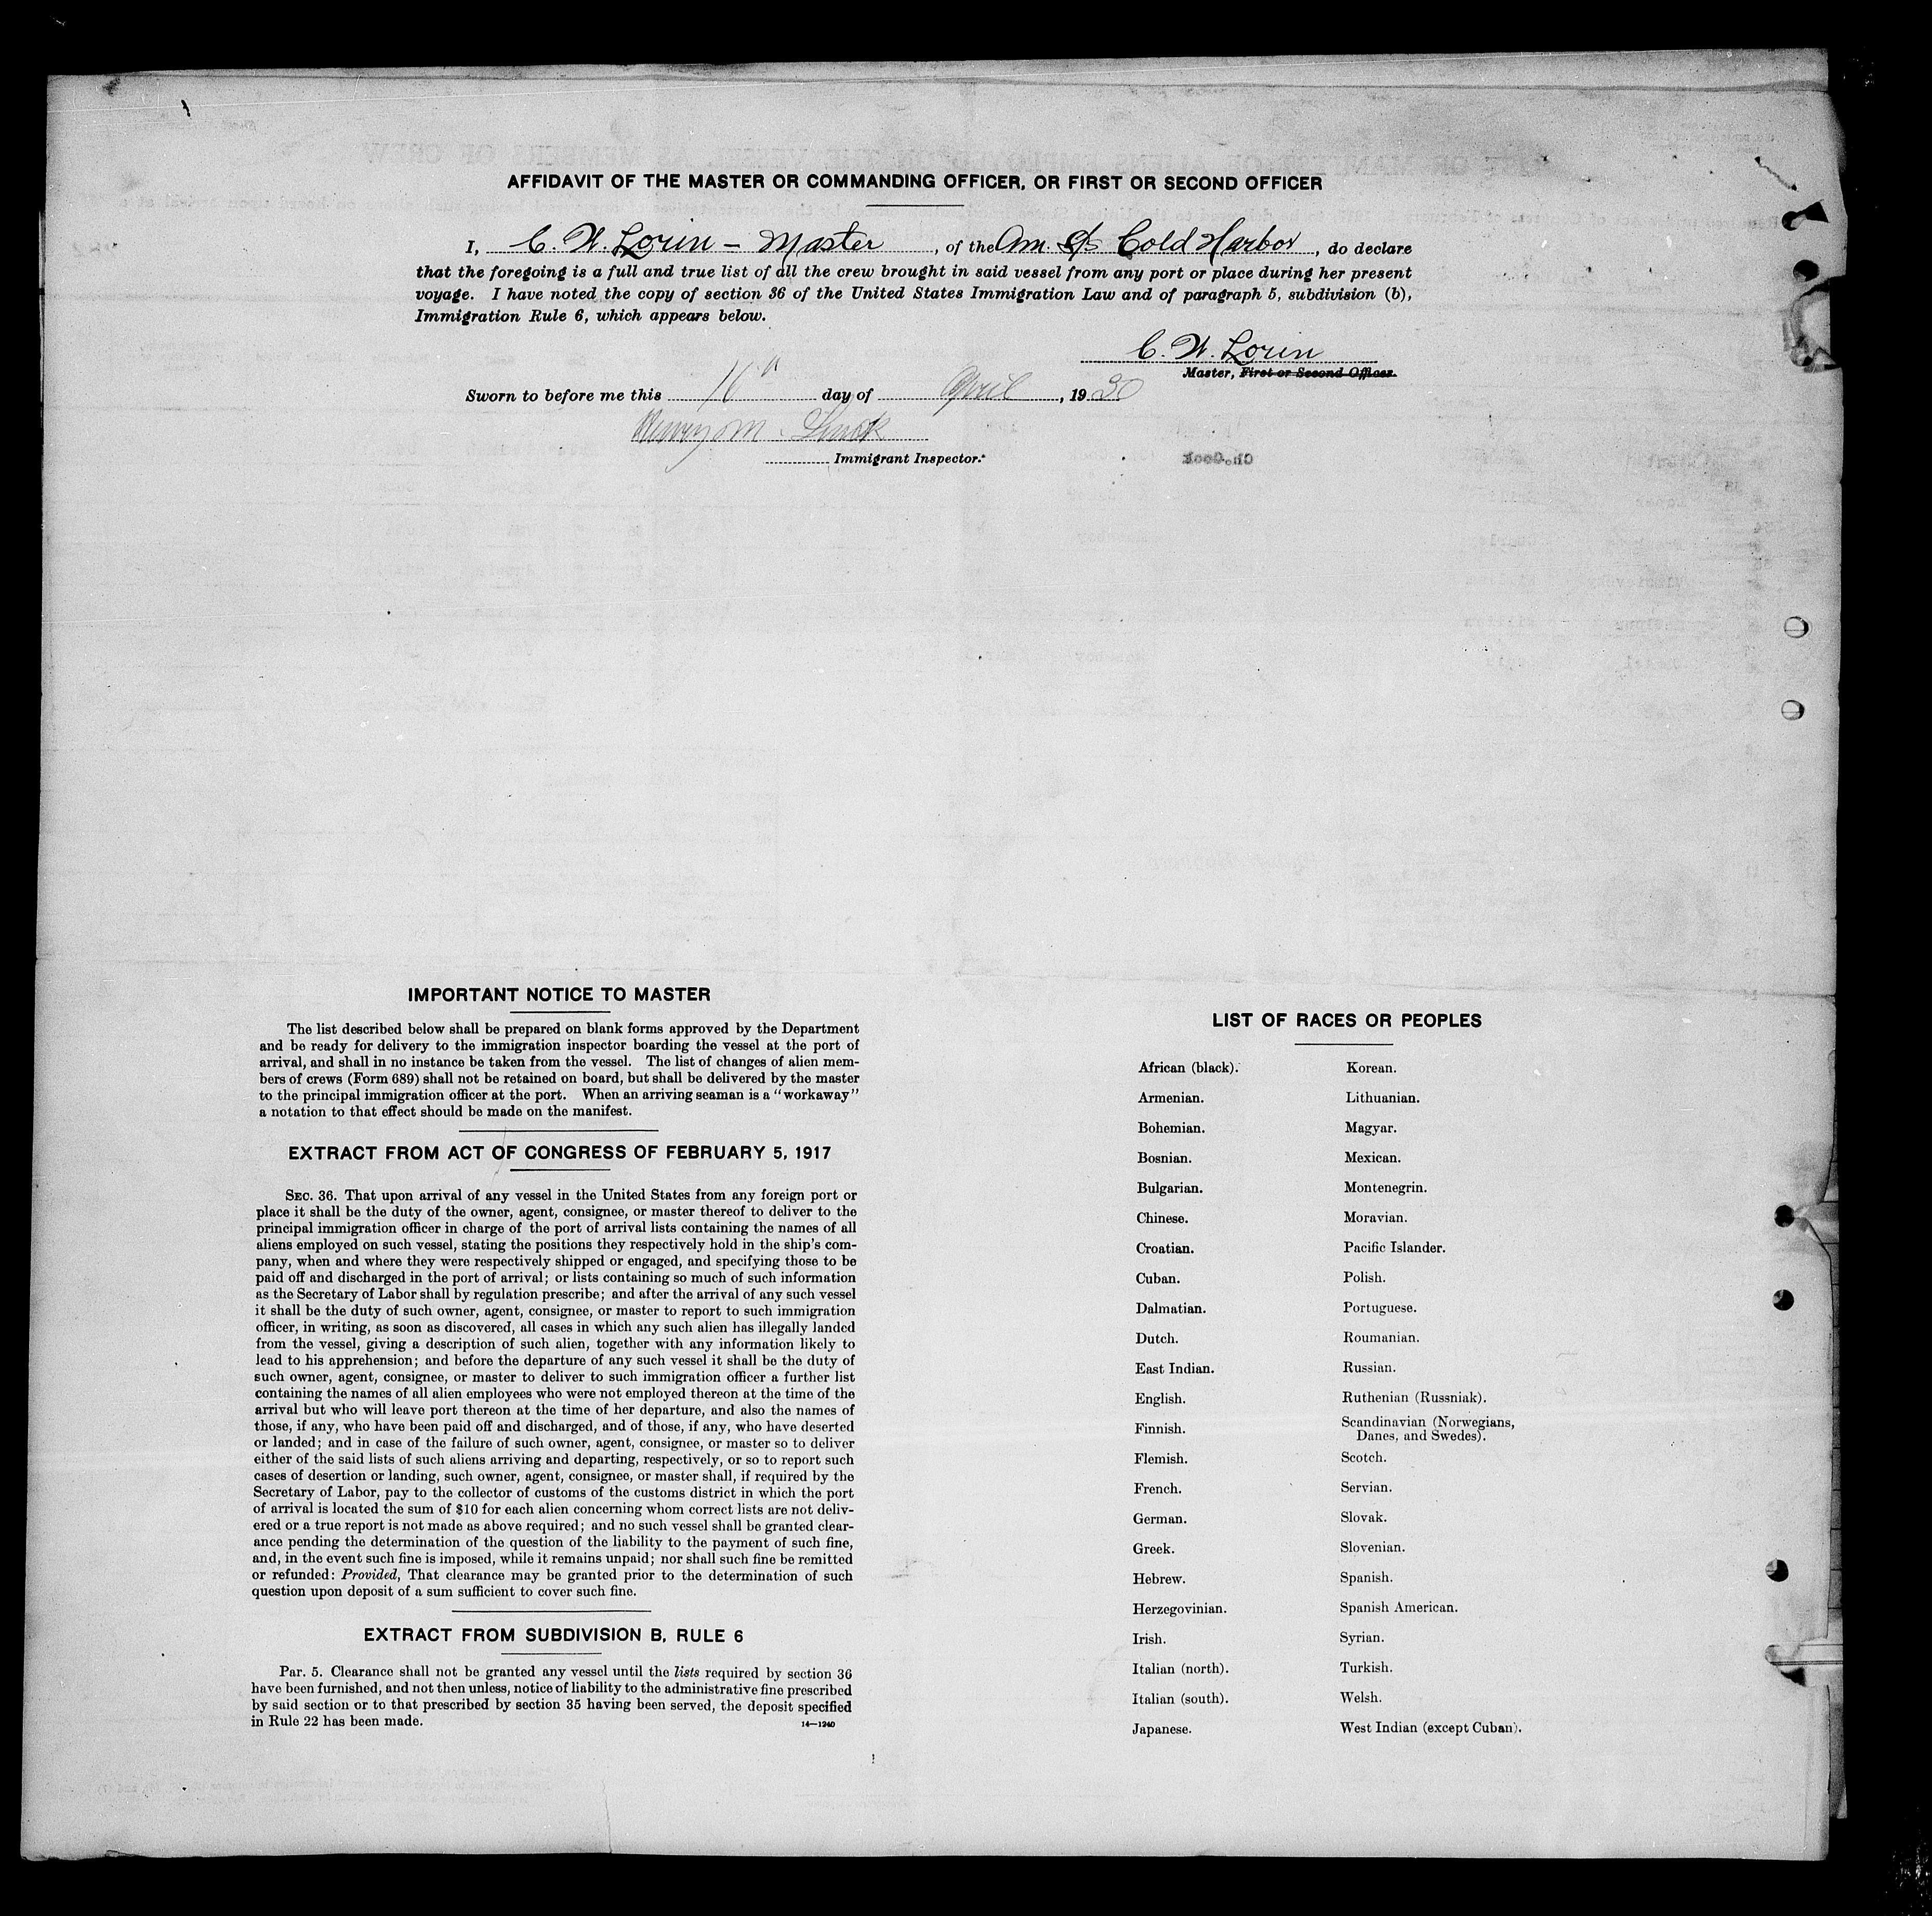 AFFIDAVIT OF THE MASTER OR COMMANDING OFFICER, OR FIRST OR SECOND OFFICER
I, C. W. Lorin - Master, of the Am. S/S Cold Harbor, do declare
that the foregoing is a full and true list of all the crew brought in said vessel from any port or place during her present
voyage. I have noted the copy of section 36 of the United States Immigration Law and of paragraph 5, subdivision (b),
Immigration Rule 6, which appears below.
C. W. Lorin
Master, First or Second Officer.
Sworn to before me this day of April, 1930
Immigrant Inspector.
IMPORTANT NOTICE TO MASTER
The list described below shall be prepared on blank forms approved by the Department
and be ready for delivery to the immigration inspector boarding the vessel at the port of
arrival, and shall in no instance be taken from the vessel. The list of changes of alien mem-
bers of crews (Form 689) shall not be retained on board, but shall be delivered by the master
to the principal immigration officer at the port. When an arriving seaman is a "workaway"
a notation to that effect should be made on the manifest.
EXTRACT FROM ACT OF CONGRESS OF FEBRUARY 5, 1917
SEC. 36. That upon arrival of any vessel in the United States from any foreign port or
place it shall be the duty of the owner, agent, consignee, or master thereof to deliver to the
principal immigration officer in charge of the port of arrival lists containing the names of all
aliens employed on such vessel, stating the positions they respectively hold in the ship's com-
pany, when and where they were respectively shipped or engaged, and specifying those to be
paid off and discharged in the port of arrival; or lists containing so much of such information
as the Secretary of Labor shall by regulation prescribe; and after the arrival of any such vessel
it shall be the duty of such owner, agent, consignee, or master to report to such immigration
officer, in writing, as soon as discovered, all cases in which any such alien has illegally landed
from the vessel, giving a description of such alien, together with any information likely to
lead to his apprehension; and before the departure of any such vessel it shall be the duty of
such owner, agent, consignee, or master to deliver to such immigration officer a further list
containing the names of all alien employees who were not employed thereon at the time of the
arrival but who will leave port thereon at the time of her departure, and also the names of
those, if any, who have been paid off and discharged, and of those, if any, who have deserted
or landed; and in case of the failure of such owner, agent, consignee, or master so to deliver
either of the said lists of such aliens arriving and departing, respectively, or so to report such
cases of desertion or landing, such owner, agent, consignee, or master shall, if required by the
Secretary of Labor, pay to the collector of customs of the customs district in which the port
of arrival is located the sum of $10 for each alien concerning whom correct lists are not deliv-
ered or a true report is not made as above required; and no such vessel shall be granted clear-
ance pending the determination of the question of the liability to the payment of such fine,
and, in the event such fine is imposed, while it remains unpaid; nor shall such fine be remitted
or refunded: Provided, That clearance may be granted prior to the determination of such
question upon deposit of a sum sufficient to cover such fine.
EXTRACT FROM SUBDIVISION B, RULE 6
Par. 5. Clearance shall not be granted any vessel until the lists required by section 36
have been furnished, and not then unless, notice of liability to the administrative fine prescribed
by said section or to that prescribed by section 35 having been served, the deposit specified
in Rule 22 has been made. 14—1240
LIST OF RACES OR PEOPLES
African (black).
Armenian.
Bohemian.
Bosnian.
Bulgarian.
Chinese.
Croatian.
Cuban.
Dalmatian.
Dutch.
East Indian.
English.
Finnish.
Flemish.
French.
German.
Greek.
Hebrew.
Herzegovinian.
Irish.
Italian (north).
Italian (south).
Japanese.
Korean.
Lithuanian.
Magyar.
Mexican.
Montenegrin.
Moravian.
Pacific Islander.
Polish.
Portuguese.
Roumanian.
Russian.
Ruthenian (Russniak).
Scandinavian (Norwegians,
Danes, and Swedes).
Scotch.
Servian.
Slovak.
Slovenian.
Spanish.
Spanish American.
Syrian.
Turkish.
Welsh.
West Indian (except Cuban).